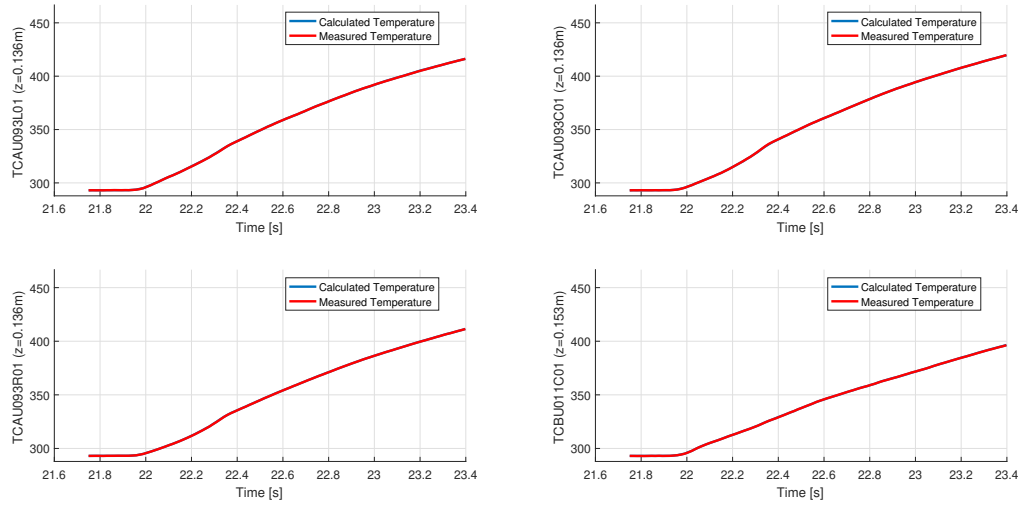 TCAU093L01 (z=0.136m)
450
400
350
300
Calculated Temperature
Measured Temperature
21.6 21.8 22 22.2 22.4 22.6 22.8 23 23.2 23.4
Time [s]
TCAU093C01 (z=0.136m)
450
400
350
300
Calculated Temperature
Measured Temperature
21.6 21.8 22 22.2 22.4 22.6 22.8 23 23.2 23.4
Time [s]
TCAU093R01 (z=0.136m)
450
400
350
300
Calculated Temperature
Measured Temperature
21.6 21.8 22 22.2 22.4 22.6 22.8 23 23.2 23.4
Time [s]
TCBU011C01 (z=0.153m)
450
400
350
300
Calculated Temperature
Measured Temperature
21.6 21.8 22 22.2 22.4 22.6 22.8 23 23.2 23.4
Time [s]